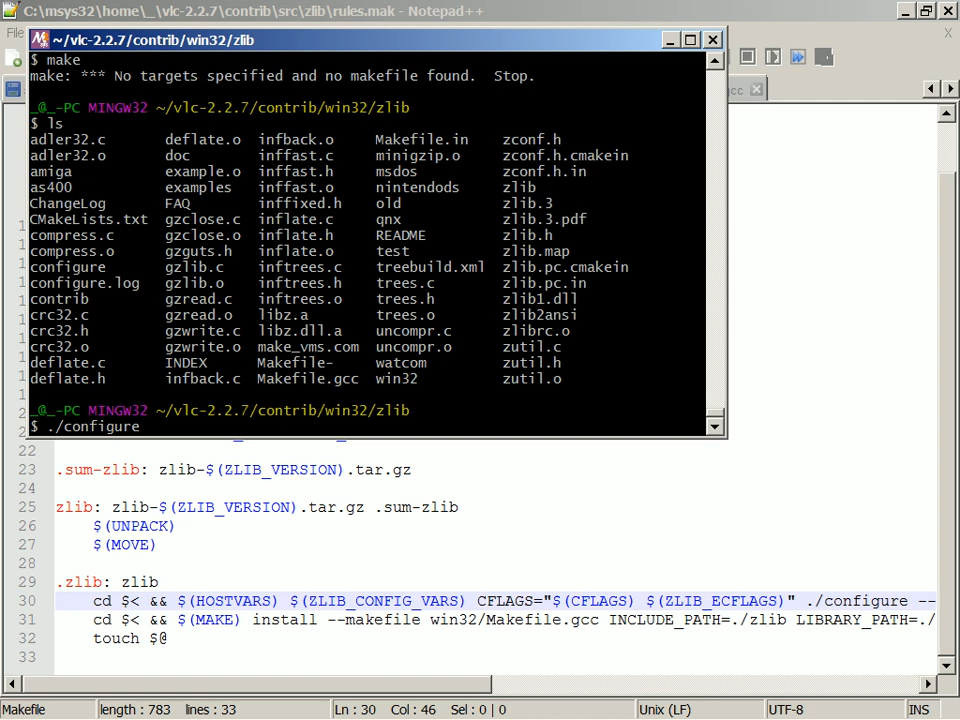 C:\msys32\home\_\vlc-2.2.7\contrib\src\zlib\rules.mak - Notepad++
File
~/vlc-2.2.7/contrib/win32/zlib
$ make
make: *** No targets specified and no makefile found.  Stop.
_@_-PC MINGW32 ~/vlc-2.2.7/contrib/win32/zlib
$ ls
adler32.c deflate.o infback.o Makefile.in zconf.h
adler32.o doc inffast.c minigzip.o zconf.h.cmakein
amiga example.o inffast.h msdos zconf.h.in
as400 examples inffast.o nintendods zlib
ChangeLog FAQ inffixed.h old zlib.3
CMakeLists.txt gzclose.c inflate.c qnx zlib.3.pdf
compress.c gzclose.o inflate.h README zlib.h
compress.o gzguts.h inflate.o test zlib.map
configure gzlib.c inftrees.c treebuild.xml zlib.pc.cmakein
configure.log gzlib.o inftrees.h trees.c zlib.pc.in
contrib gzread.c inftrees.o trees.h zlib1.dll
crc32.c gzread.o libz.a trees.o zlib2ansi
crc32.h gzwrite.c libz.dll.a uncompr.c zlibrc.o
crc32.o gzwrite.o make_vms.com uncompr.o zutil.c
deflate.c INDEX Makefile- watcom zutil.h
deflate.h infback.c Makefile.gcc win32 zutil.o
_@_-PC MINGW32 ~/vlc-2.2.7/contrib/win32/zlib
$ ./configure
22
23 .sum-zlib: zlib-$(ZLIB_VERSION).tar.gz
24
25 zlib: zlib-$(ZLIB_VERSION).tar.gz .sum-zlib
26 $(UNPACK)
27 $(MOVE)
28
29 .zlib: zlib
30 cd $< && $(HOSTVARS) $(ZLIB_CONFIG_VARS) CFLAGS="$(CFLAGS) $(ZLIB_ECFLAGS)" ./configure --
31 cd $< && $(MAKE) install --makefile win32/Makefile.gcc INCLUDE_PATH=./zlib LIBRARY_PATH=./
32 touch $@
33
Makefile length : 783 lines : 33 Ln : 30 Col : 46 Sel : 0 | 0 Unix (LF) UTF-8 INS